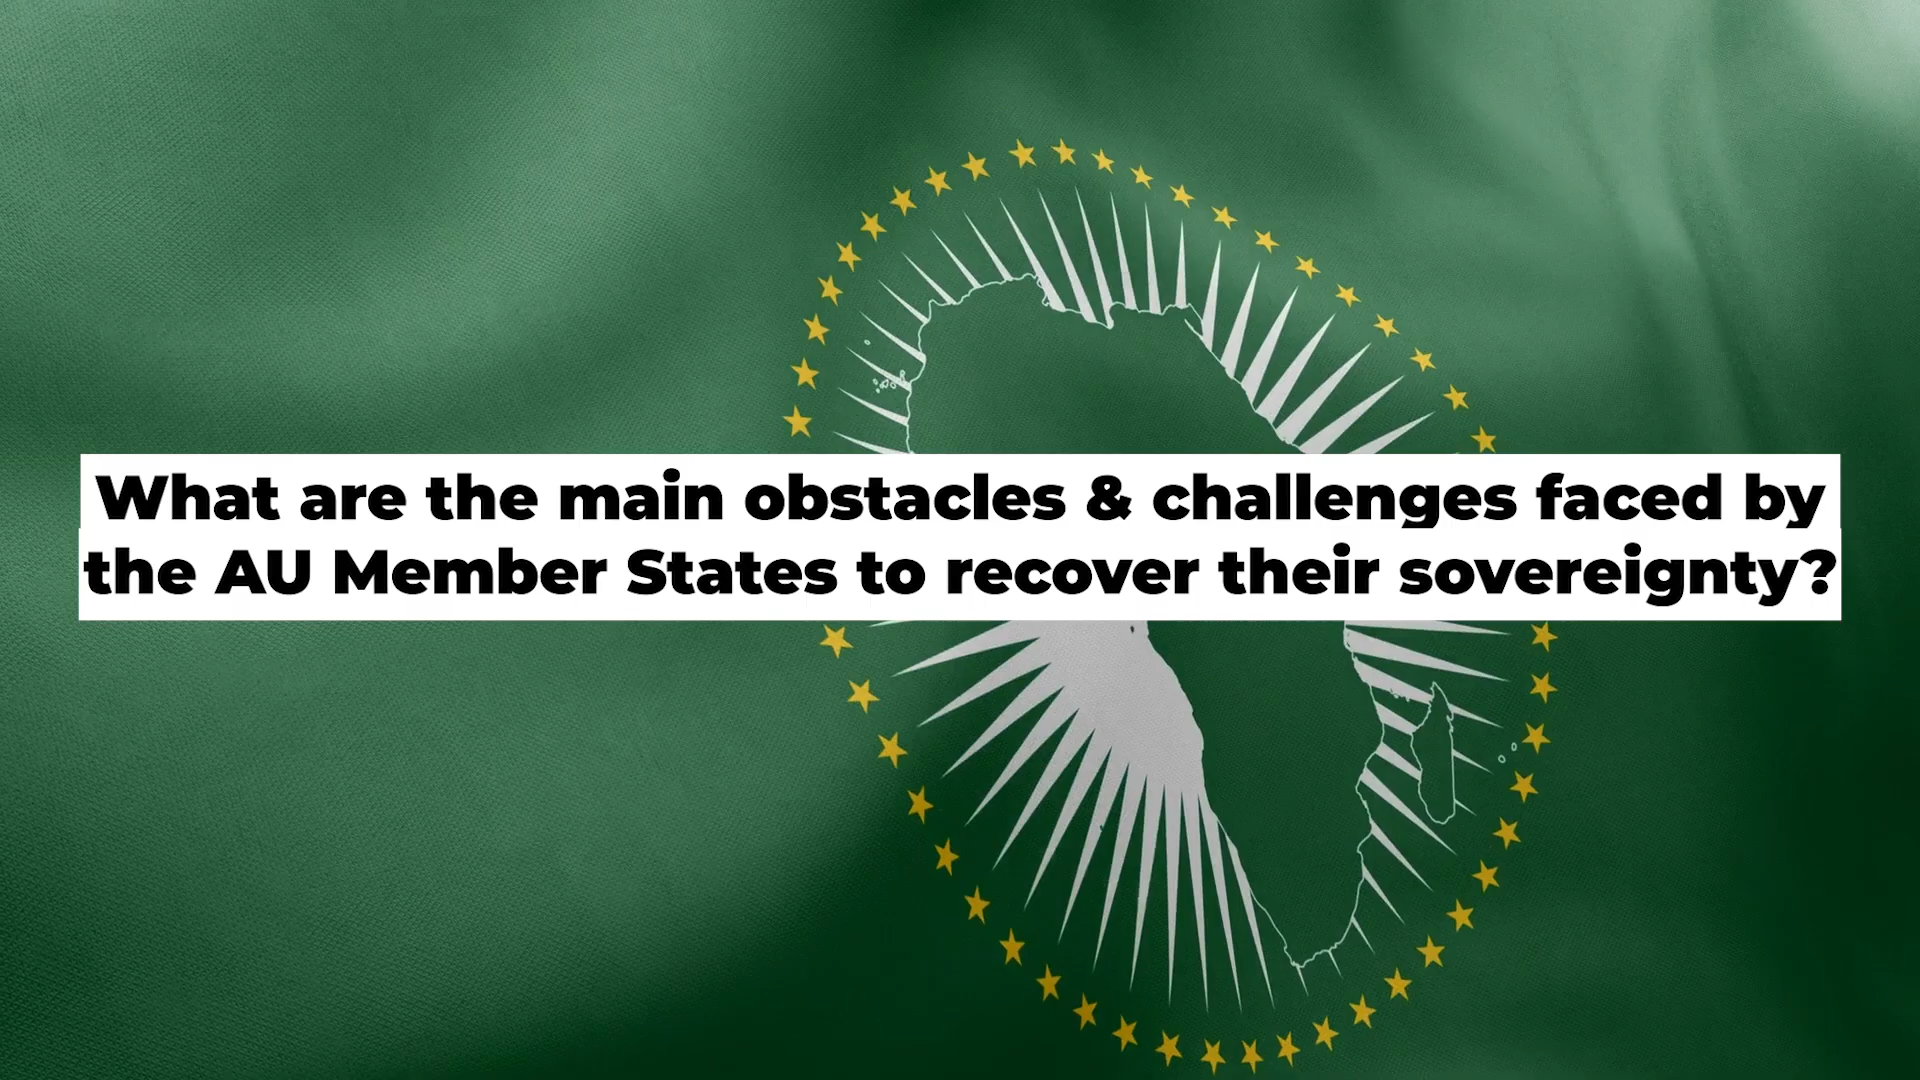 What are the main obstacles & challenges faced by
the AU Member States to recover their sovereignty?